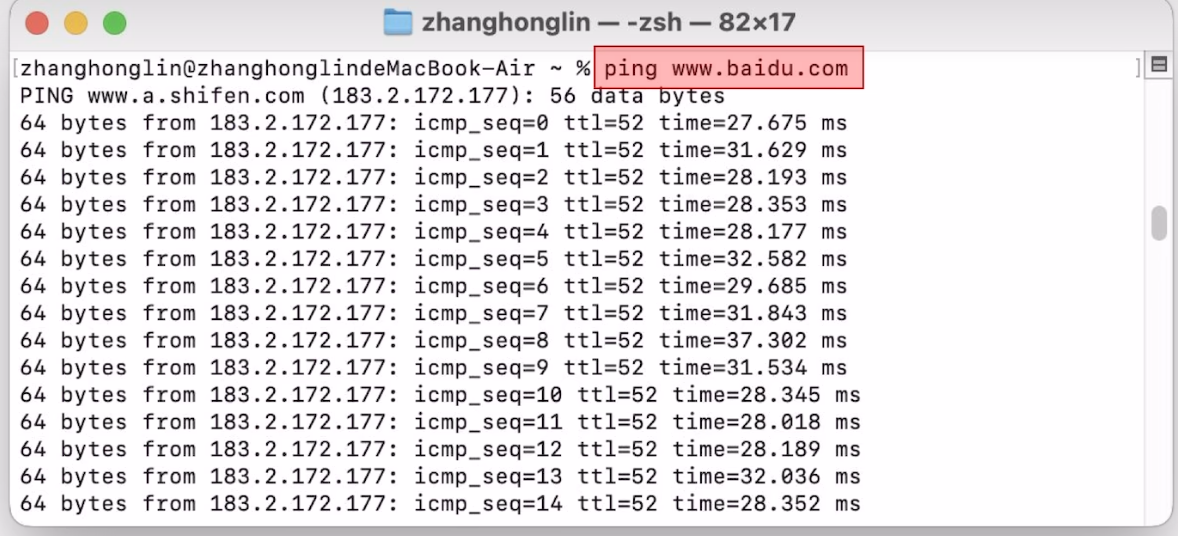 zhanghonglin — -zsh — 82×17
[zhanghonglin@zhanghonglindeMacBook-Air ~ % ping www.baidu.com ]
PING www.a.shifen.com (183.2.172.177): 56 data bytes
64 bytes from 183.2.172.177: icmp_seq=0 ttl=52 time=27.675 ms
64 bytes from 183.2.172.177: icmp_seq=1 ttl=52 time=31.629 ms
64 bytes from 183.2.172.177: icmp_seq=2 ttl=52 time=28.193 ms
64 bytes from 183.2.172.177: icmp_seq=3 ttl=52 time=28.353 ms
64 bytes from 183.2.172.177: icmp_seq=4 ttl=52 time=28.177 ms
64 bytes from 183.2.172.177: icmp_seq=5 ttl=52 time=32.582 ms
64 bytes from 183.2.172.177: icmp_seq=6 ttl=52 time=29.685 ms
64 bytes from 183.2.172.177: icmp_seq=7 ttl=52 time=31.843 ms
64 bytes from 183.2.172.177: icmp_seq=8 ttl=52 time=37.302 ms
64 bytes from 183.2.172.177: icmp_seq=9 ttl=52 time=31.534 ms
64 bytes from 183.2.172.177: icmp_seq=10 ttl=52 time=28.345 ms
64 bytes from 183.2.172.177: icmp_seq=11 ttl=52 time=28.018 ms
64 bytes from 183.2.172.177: icmp_seq=12 ttl=52 time=28.189 ms
64 bytes from 183.2.172.177: icmp_seq=13 ttl=52 time=32.036 ms
64 bytes from 183.2.172.177: icmp_seq=14 ttl=52 time=28.352 ms